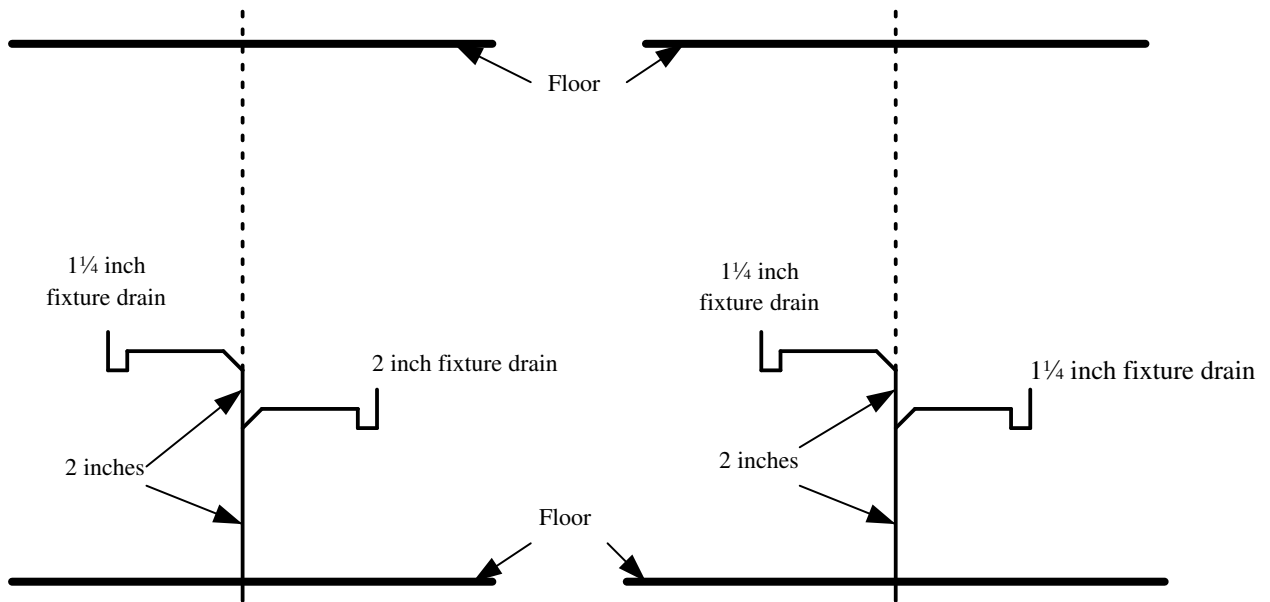 Floor
1¼ inch
fixture drain
2 inch fixture drain
2 inches
1¼ inch
fixture drain
1¼ inch fixture drain
2 inches
Floor